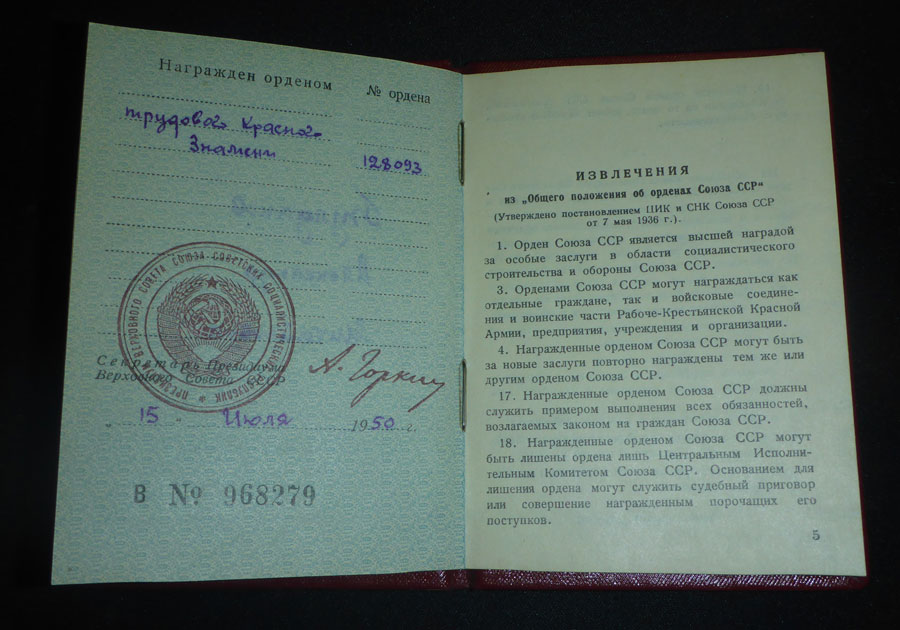 Награжден орденом
№ ордена
трудового Красного
Знамени
128093
Секретарь Президиума
Верховного Совета СССР
А. Горкин
" 15 " Июля 1950 г.
В № 968279
ПРЕЗИДИУМ ВЕРХОВНОГО СОВЕТА СОЮЗА СОВЕТСКИХ СОЦИАЛИСТИЧЕСКИХ РЕСПУБЛИК
ИЗВЛЕЧЕНИЯ
из „Общего положения об орденах Союза ССР"
(Утверждено постановлением ЦИК и СНК Союза ССР
от 7 мая 1936 г.).
1. Орден Союза ССР является высшей наградой
за особые заслуги в области социалистического
строительства и обороны Союза ССР.
3. Орденами Союза ССР могут награждаться как
отдельные граждане, так и войсковые соедине-
ния и воинские части Рабоче-Крестьянской Красной
Армии, предприятия, учреждения и организации.
4. Награжденные орденом Союза ССР могут быть
за новые заслуги повторно награждены тем же или
другим орденом Союза ССР.
17. Награжденные орденом Союза ССР должны
служить примером выполнения всех обязанностей,
возлагаемых законом на граждан Союза ССР.
18. Награжденные орденом Союза ССР могут
быть лишены ордена лишь Центральным Исполни-
тельным Комитетом Союза ССР. Основанием для
лишения ордена могут служить судебный приговор
или совершение награжденным порочащих его
поступков.
5